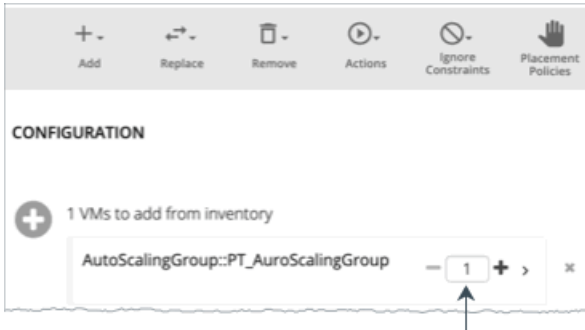 Add Replace Remove Actions Ignore Constraints Placement Policies
CONFIGURATION
1 VMs to add from inventory
AutoScalingGroup::PT_AuroScalingGroup 1